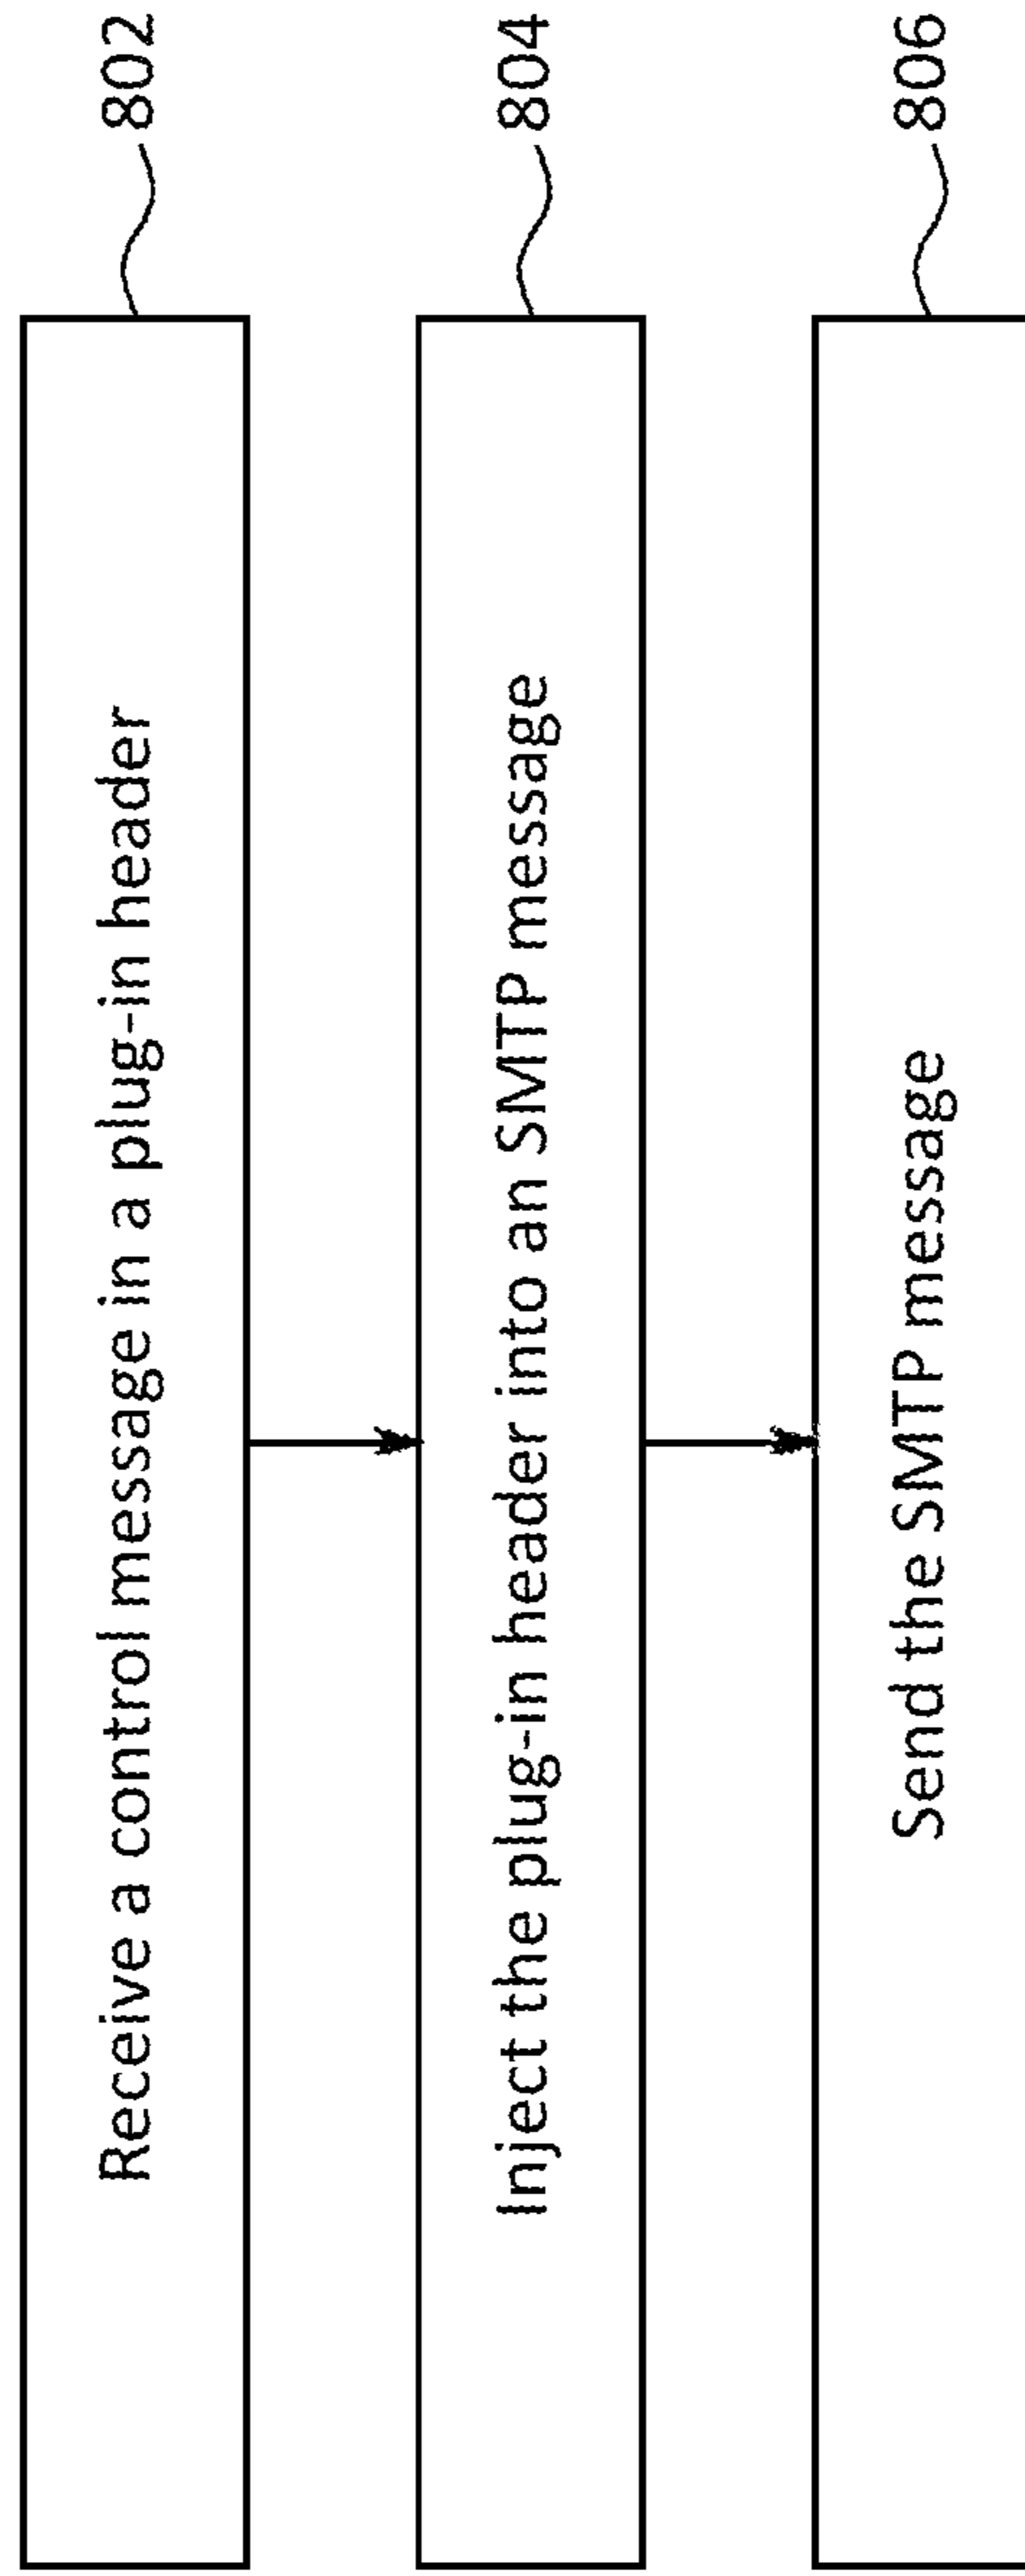 Receive a control message in a plug-in header
802
Inject the plug-in header into an SMTP message
804
Send the SMTP message
806